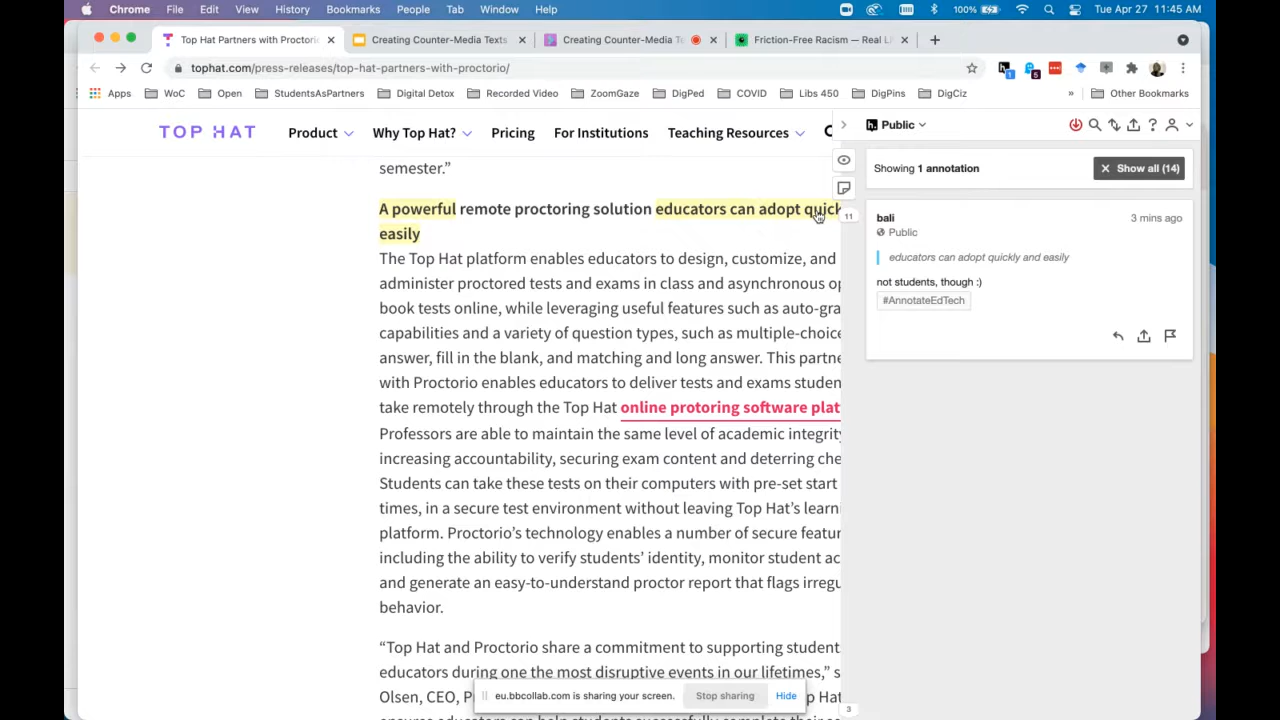 Chrome File Edit View History Bookmarks People Tab Window Help 100% Tue Apr 27 11:45 AM
Top Hat Partners with Proctorio Creating Counter-Media Texts Creating Counter-Media Te Friction-Free Racism — Real Li
tophat.com/press-releases/top-hat-partners-with-proctorio/ 1 5
Apps WoC Open StudentsAsPartners Digital Detox Recorded Video ZoomGaze DigPed COVID Libs 450 DigPins DigCiz » Other Bookmarks
TOP HAT Product Why Top Hat? Pricing For Institutions Teaching Resources
semester.”
A powerful remote proctoring solution educators can adopt quick
easily
The Top Hat platform enables educators to design, customize, and
administer proctored tests and exams in class and asynchronous op
book tests online, while leveraging useful features such as auto-gra
capabilities and a variety of question types, such as multiple-choice
answer, fill in the blank, and matching and long answer. This partne
with Proctorio enables educators to deliver tests and exams studen
take remotely through the Top Hat online protoring software plat
Professors are able to maintain the same level of academic integrity
increasing accountability, securing exam content and deterring che
Students can take these tests on their computers with pre-set start
times, in a secure test environment without leaving Top Hat’s learni
platform. Proctorio’s technology enables a number of secure featur
including the ability to verify students’ identity, monitor student ac
and generate an easy-to-understand proctor report that flags irregu
behavior.
“Top Hat and Proctorio share a commitment to supporting student
educators during one the most disruptive events in our lifetimes,” s
Olsen, CEO, P
p Hat
eu.bbcollab.com is sharing your screen. Stop sharing Hide
11
3
Public
Showing 1 annotation
Show all (14)
bali 3 mins ago
Public
educators can adopt quickly and easily
not students, though :)
#AnnotateEdTech